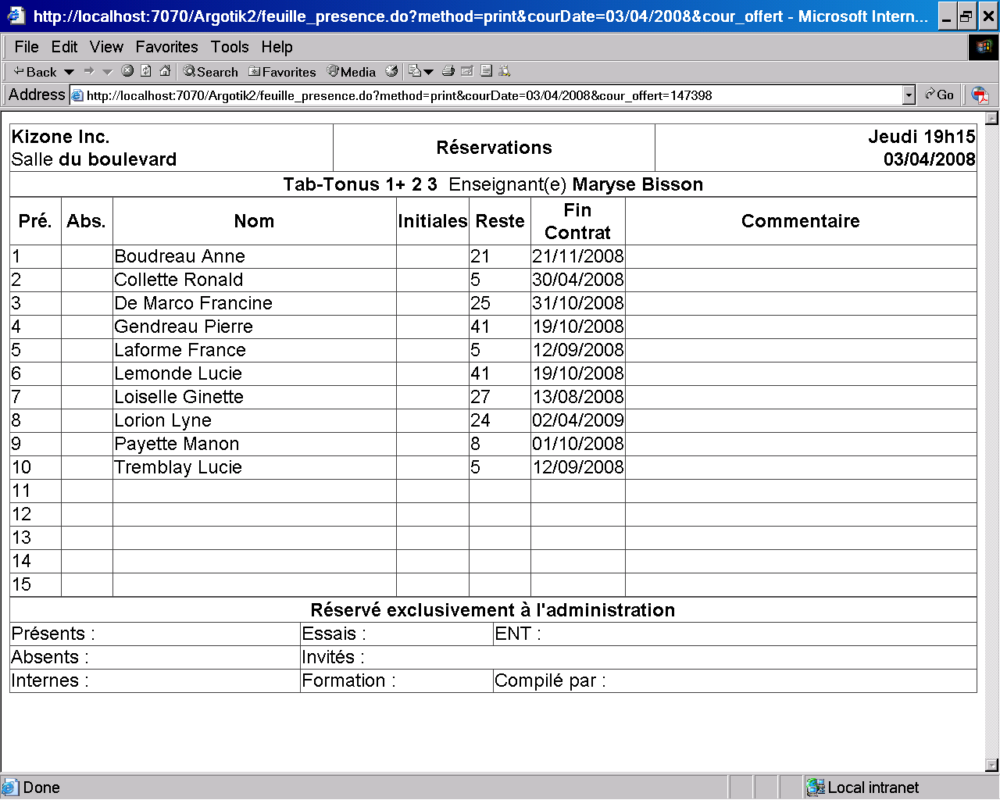 http://localhost:7070/Argotik2/feuille_presence.do?method=print&courDate=03/04/2008&cour_offert - Microsoft Intern...
File Edit View Favorites Tools Help
Back Search Favorites Media
Address http://localhost:7070/Argotik2/feuille_presence.do?method=print&courDate=03/04/2008&cour_offert=147398 Go
Kizone Inc.
Salle du boulevard
Réservations
Jeudi 19h15
03/04/2008
Tab-Tonus 1+ 2 3 Enseignant(e) Maryse Bisson
Pré. Abs. Nom Initiales Reste Fin Contrat Commentaire
1 Boudreau Anne 21 21/11/2008
2 Collette Ronald 5 30/04/2008
3 De Marco Francine 25 31/10/2008
4 Gendreau Pierre 41 19/10/2008
5 Laforme France 5 12/09/2008
6 Lemonde Lucie 41 19/10/2008
7 Loiselle Ginette 27 13/08/2008
8 Lorion Lyne 24 02/04/2009
9 Payette Manon 8 01/10/2008
10 Tremblay Lucie 5 12/09/2008
11
12
13
14
15
Réservé exclusivement à l'administration
Présents : Essais : ENT :
Absents : Invités :
Internes : Formation : Compilé par :
Done Local intranet